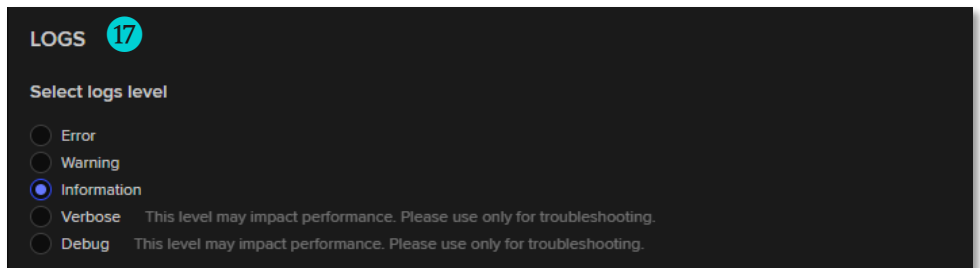 LOGS 17
Select logs level
Error
Warning
Information
Verbose This level may impact performance. Please use only for troubleshooting.
Debug This level may impact performance. Please use only for troubleshooting.